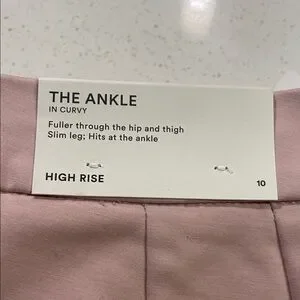 THE ANKLE
IN CURVY
Fuller through the hip and thigh
Slim leg; Hits at the ankle
HIGH RISE
10